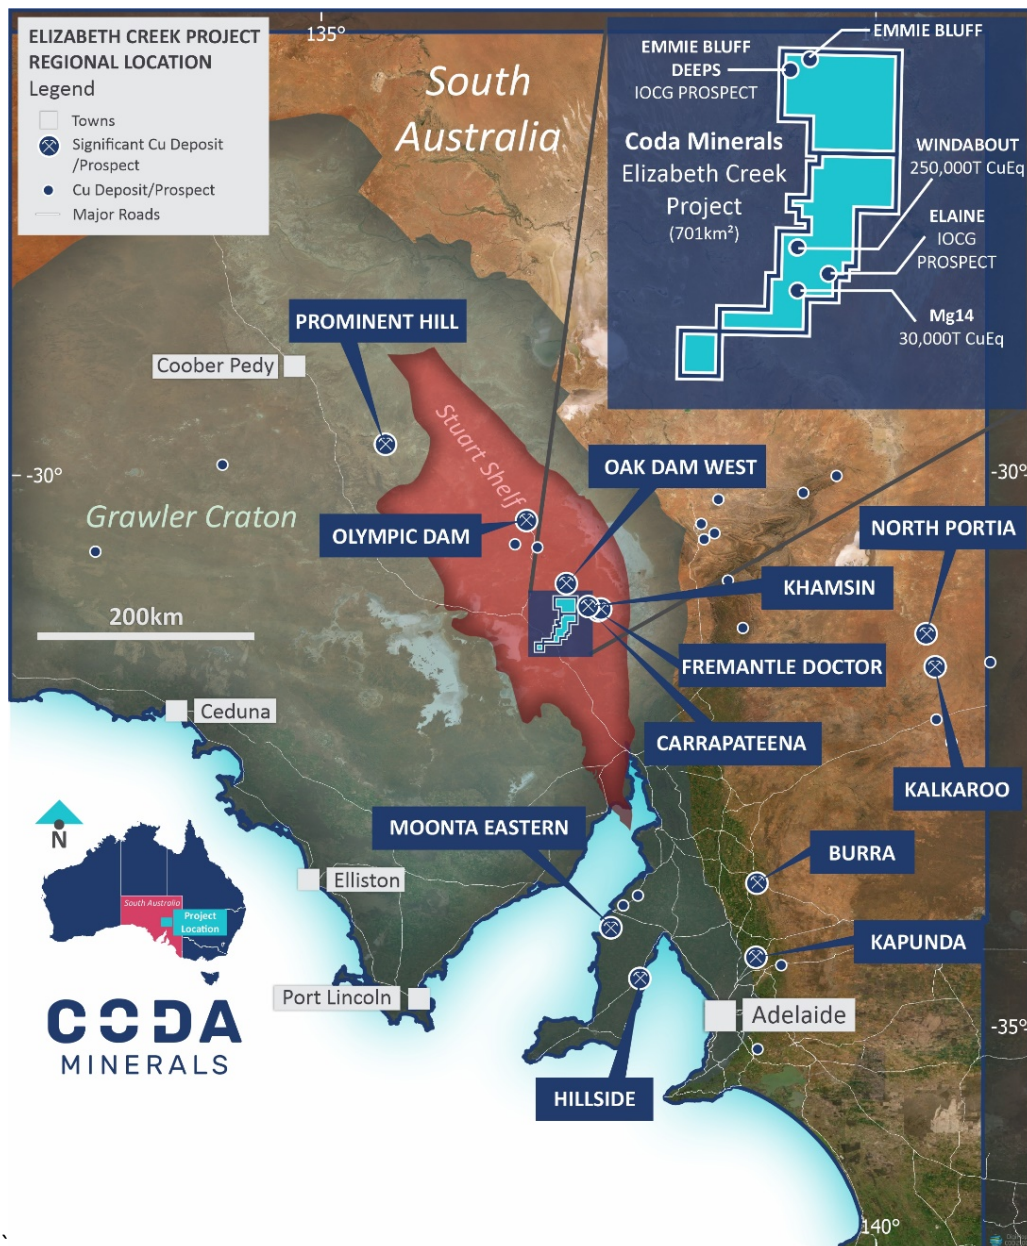 ELIZABETH CREEK PROJECT
REGIONAL LOCATION
Legend
Towns
Significant Cu Deposit
/Prospect
Cu Deposit/Prospect
Major Roads
135°
South
Australia
EMMIE BLUFF
EMMIE BLUFF
DEEPS
IOCG PROSPECT
Coda Minerals
Elizabeth Creek
Project
(701km²)
WINDABOUT
250,000T CuEq
ELAINE
IOCG
PROSPECT
Mg14
30,000T CuEq
PROMINENT HILL
Coober Pedy
Stuart Shelf
-30°
-30°
OAK DAM WEST
Grawler Craton
OLYMPIC DAM
NORTH PORTIA
KHAMSIN
200km
FREMANTLE DOCTOR
Ceduna
CARRAPATEENA
KALKAROO
MOONTA EASTERN
N
BURRA
Elliston
South Australia
Project
Location
KAPUNDA
Port Lincoln
Adelaide
-35°
CODA
MINERALS
HILLSIDE
140°